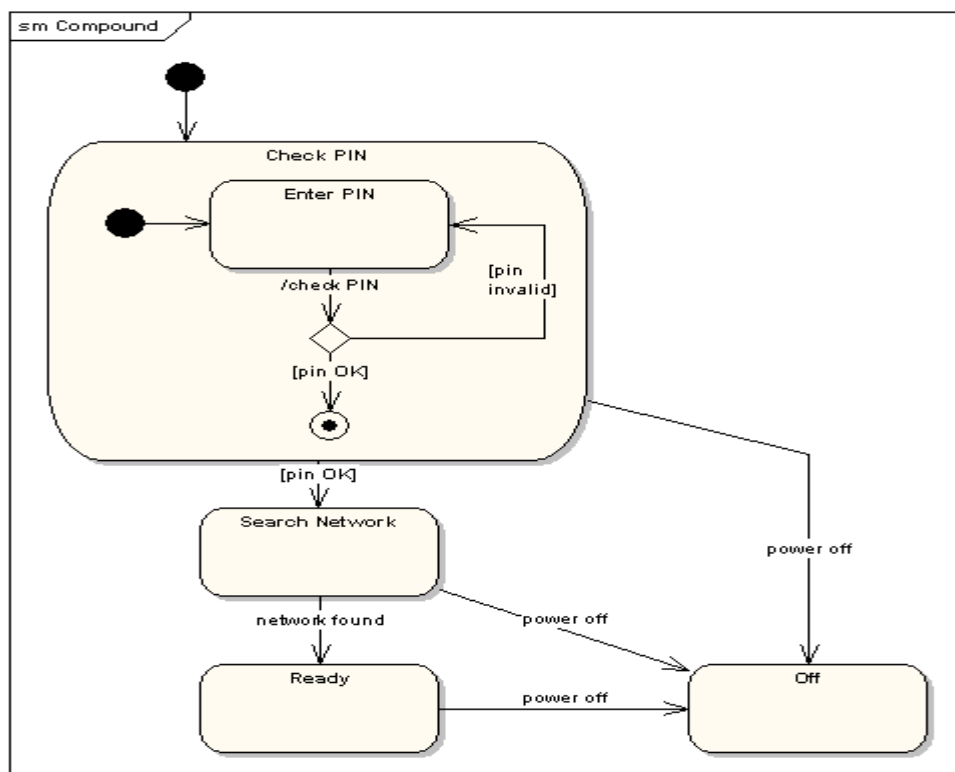 sm Compound
Check PIN
Enter PIN
/check PIN
[pin
invalid]
[pin OK]
[pin OK]
Search Network
power off
network found
power off
Ready
power off
Off